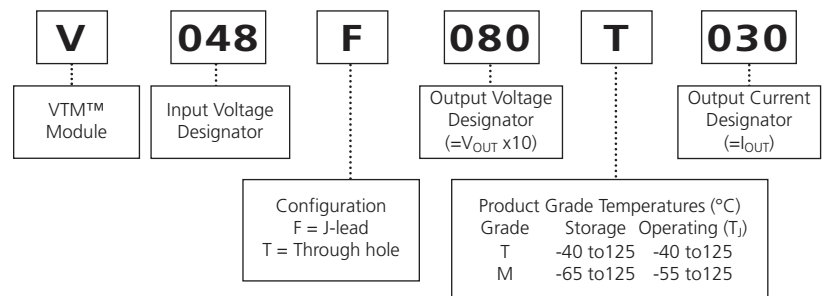 V 048 F 080 T 030
VTM™
Module
Input Voltage
Designator
Output Voltage
Designator
(=VOUT x10)
Output Current
Designator
(=IOUT)
Configuration
F = J-lead
T = Through hole
Product Grade Temperatures (°C)
Grade Storage Operating (TJ)
T -40 to125 -40 to125
M -65 to125 -55 to125